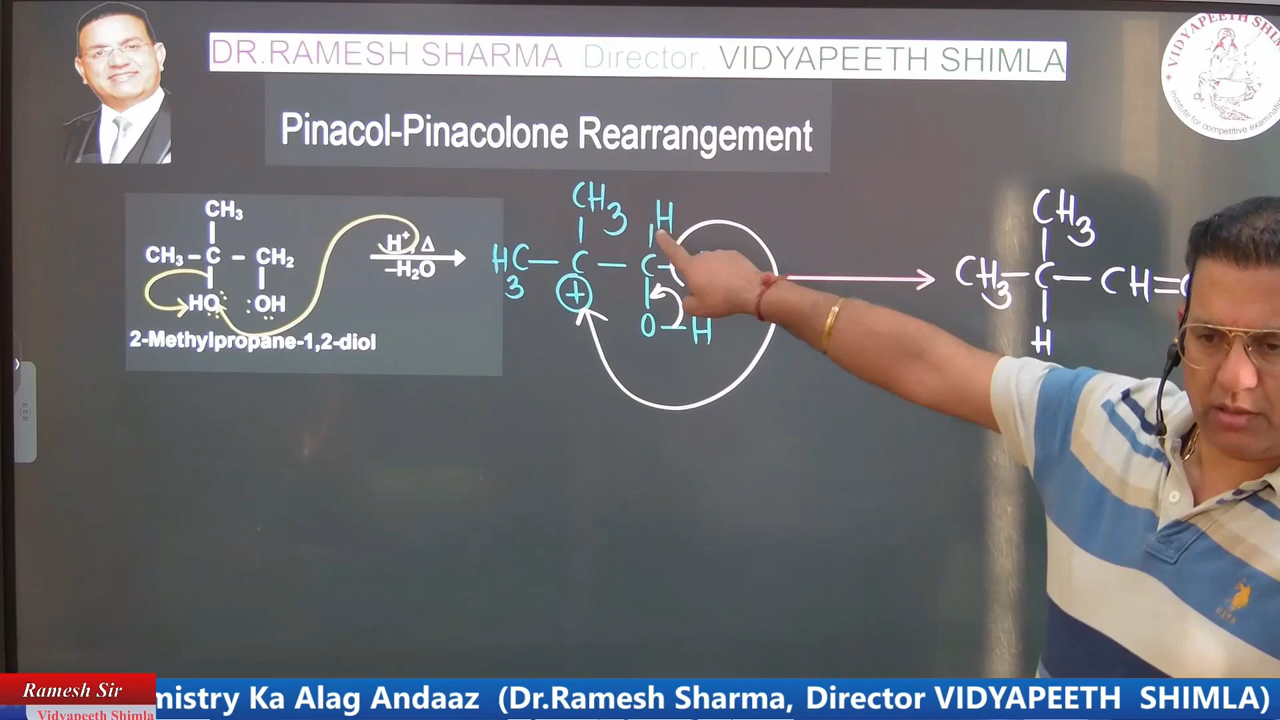 DR.RAMESH SHARMA Director. VIDYAPEETH SHIMLA
Pinacol-Pinacolone Rearrangement
CH3
CH3 – C – CH2
HO: :OH
2-Methylpropane-1,2-diol
H+, Δ
–H2O
CH3 H
H3C – C – C –
+
O – H
CH3
CH3 – C – CH =
H
Ramesh Sir
Vidyapeeth Shimla
mistry Ka Alag Andaaz (Dr.Ramesh Sharma, Director VIDYAPEETH SHIMLA)